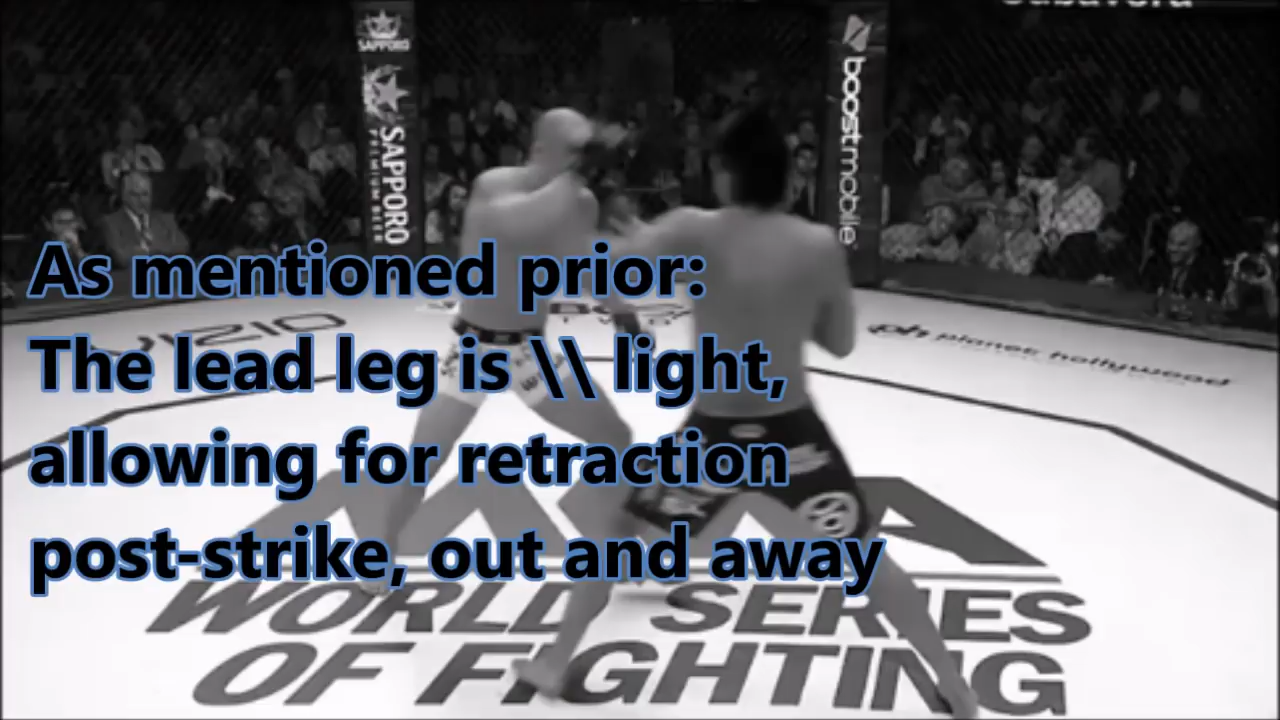 SAPPORO
SAPPORO
PREMIUM BEER
boostmobile
As mentioned prior:
VIZIO
planet hollywood
The lead leg is \\ light,
allowing for retraction
post-strike, out and away
MMA
WORLD SERIES
OF FIGHTING